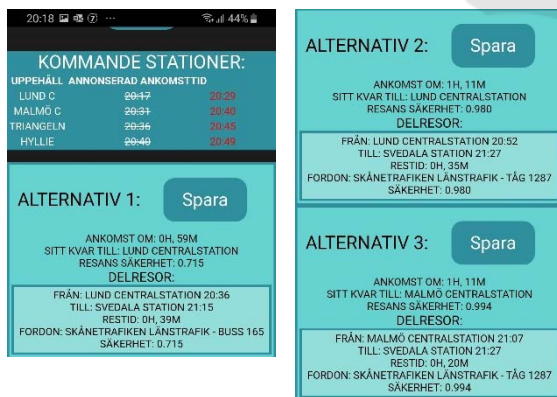 20:18 7 ... 44%
KOMMANDE STATIONER:
UPPEHÅLL ANNONSERAD ANKOMSTTID
LUND C 20:17 20:29
MALMÖ C 20:31 20:40
TRIANGELN 20:36 20:45
HYLLIE 20:40 20:49
ALTERNATIV 1: Spara
ANKOMST OM: 0H, 59M
SITT KVAR TILL: LUND CENTRALSTATION
RESANS SÄKERHET: 0.715
DELRESOR:
FRÅN: LUND CENTRALSTATION 20:36
TILL: SVEDALA STATION 21:15
RESTID: 0H, 39M
FORDON: SKÅNETRAFIKEN LÄNSTRAFIK - BUSS 165
SÄKERHET: 0.715
ALTERNATIV 2: Spara
ANKOMST OM: 1H, 11M
SITT KVAR TILL: LUND CENTRALSTATION
RESANS SÄKERHET: 0.980
DELRESOR:
FRÅN: LUND CENTRALSTATION 20:52
TILL: SVEDALA STATION 21:27
RESTID: 0H, 35M
FORDON: SKÅNETRAFIKEN LÄNSTRAFIK - TÅG 1287
SÄKERHET: 0.980
ALTERNATIV 3: Spara
ANKOMST OM: 1H, 11M
SITT KVAR TILL: MALMÖ CENTRALSTATION
RESANS SÄKERHET: 0.994
DELRESOR:
FRÅN: MALMÖ CENTRALSTATION 21:07
TILL: SVEDALA STATION 21:27
RESTID: 0H, 20M
FORDON: SKÅNETRAFIKEN LÄNSTRAFIK - TÅG 1287
SÄKERHET: 0.994